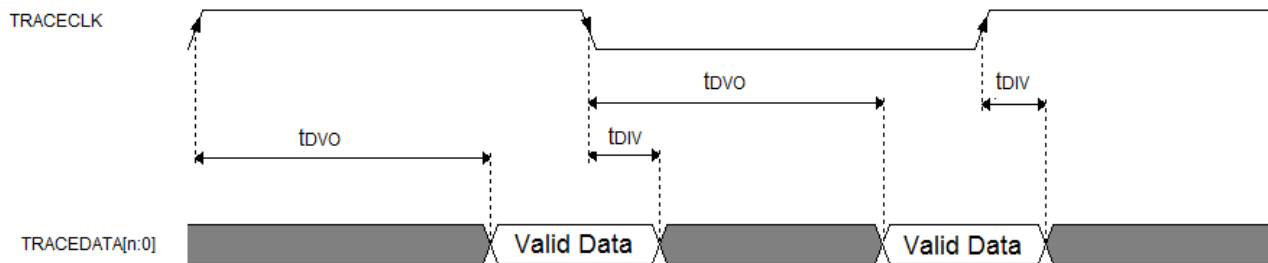 TRACECLK
tDVO
tDIV
tDVO
tDIV
TRACEDATA[n:0]
Valid Data
Valid Data